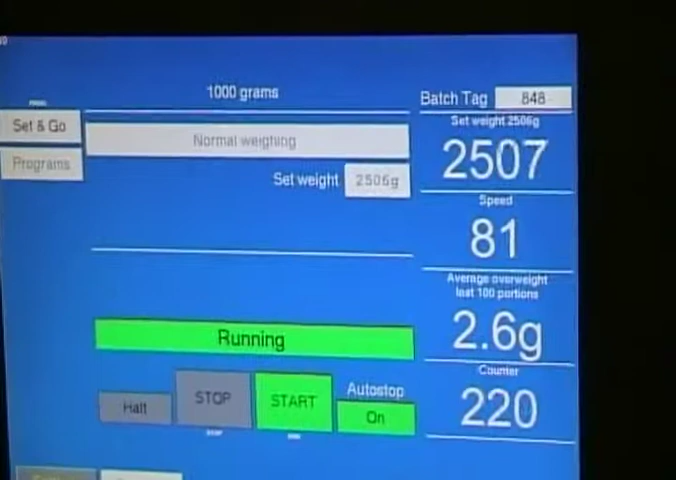 1000 grams
Batch Tag 848
Set & Go
Normal weighing
Set weight 2506g
2507
Programs
Set weight 2506g
Speed
81
Average overweight
last 100 portions
2.6g
Running
Counter
220
Halt
STOP
START
Autostop
On